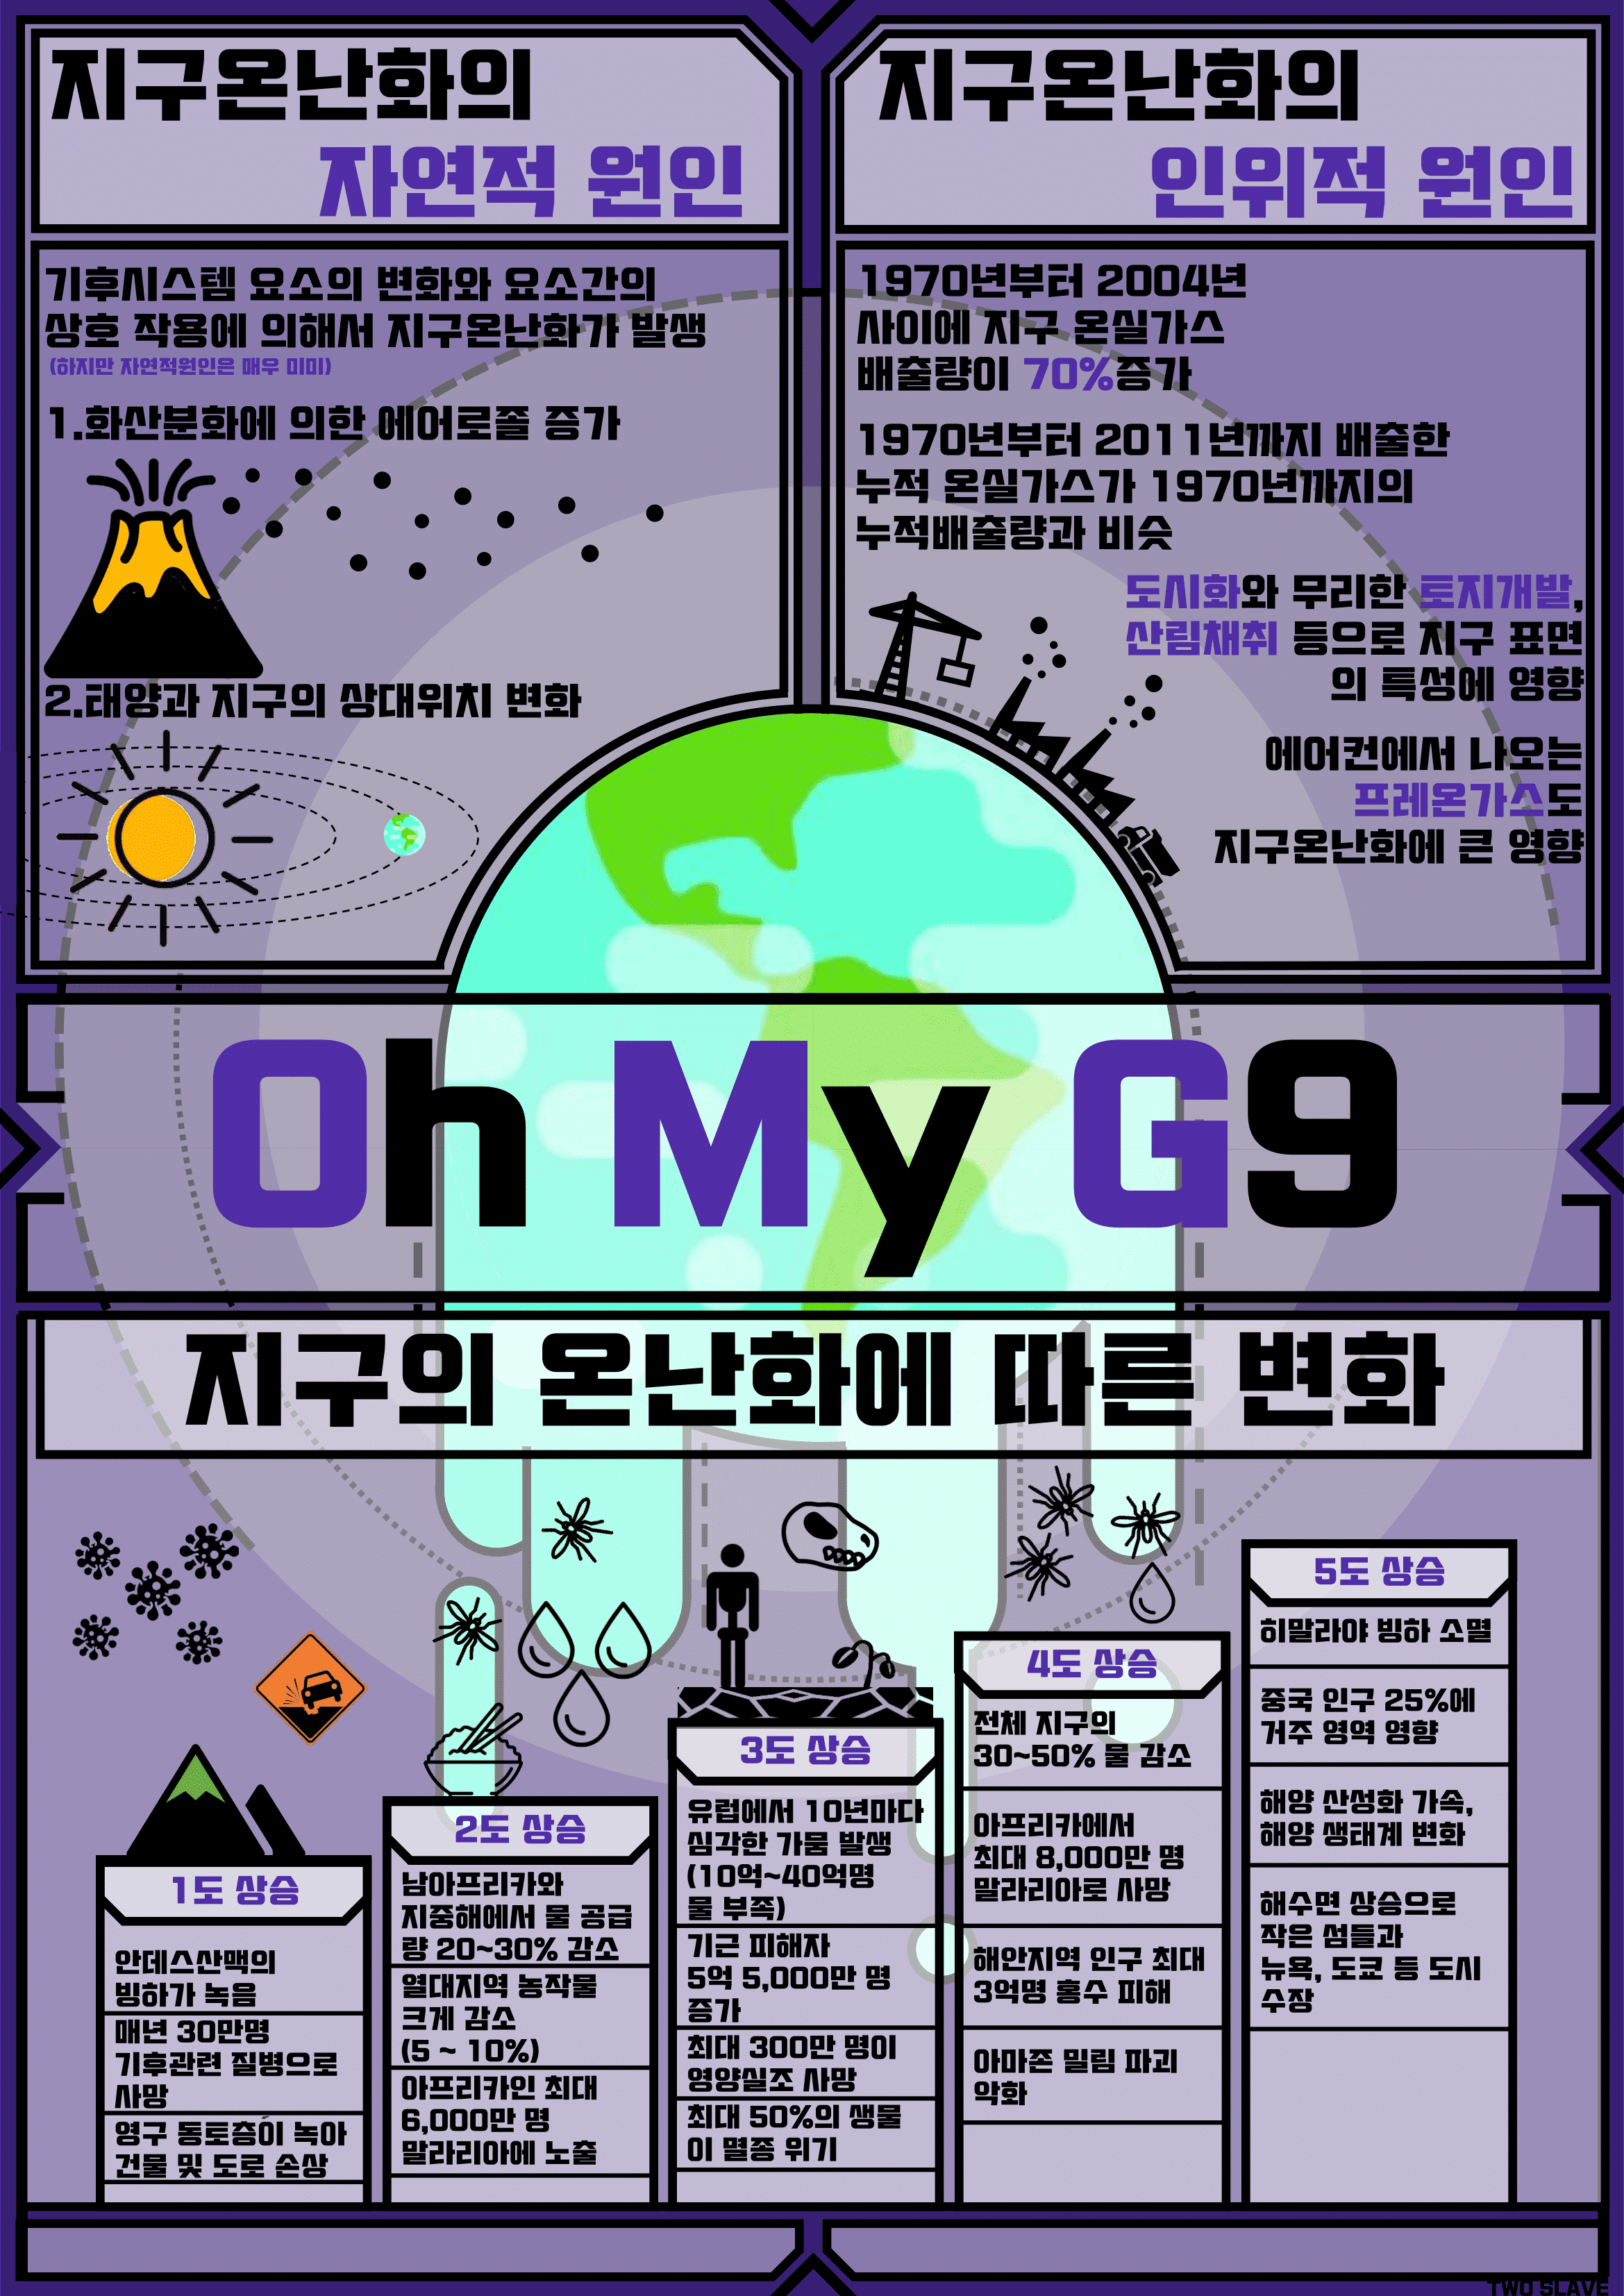 지구온난화의
자연적 원인
기후시스템 요소의 변화와 요소간의
상호 작용에 의해서 지구온난화가 발생
(하지만 자연적원인은 매우 미미)
1.화산분화에 의한 에어로졸 증가
2.태양과 지구의 상대위치 변화
지구온난화의
인위적 원인
1970년부터 2004년
사이에 지구 온실가스
배출량이 70%증가
1970년부터 2011년까지 배출한
누적 온실가스가 1970년까지의
누적배출량과 비슷
도시화와 무리한 토지개발,
산림채취 등으로 지구 표면
의 특성에 영향
에어컨에서 나오는
프레온가스도
지구온난화에 큰 영향
Oh My G9
지구의 온난화에 따른 변화
1도 상승
안데스산맥의
빙하가 녹음
매년 30만명
기후관련 질병으로
사망
영구 동토층이 녹아
건물 및 도로 손상
2도 상승
남아프리카와
지중해에서 물 공급
량 20~30% 감소
열대지역 농작물
크게 감소
(5 ~ 10%)
아프리카인 최대
6,000만 명
말라리아에 노출
3도 상승
유럽에서 10년마다
심각한 가뭄 발생
(10억~40억명
물 부족)
기근 피해자
5억 5,000만 명
증가
최대 300만 명이
영양실조 사망
최대 50%의 생물
이 멸종 위기
4도 상승
전체 지구의
30~50% 물 감소
아프리카에서
최대 8,000만 명
말라리아로 사망
해안지역 인구 최대
3억명 홍수 피해
아마존 밀림 파괴
악화
5도 상승
히말라야 빙하 소멸
중국 인구 25%에
거주 영역 영향
해양 산성화 가속,
해양 생태계 변화
해수면 상승으로
작은 섬들과
뉴욕, 도쿄 등 도시
수장
TWO SLAVE